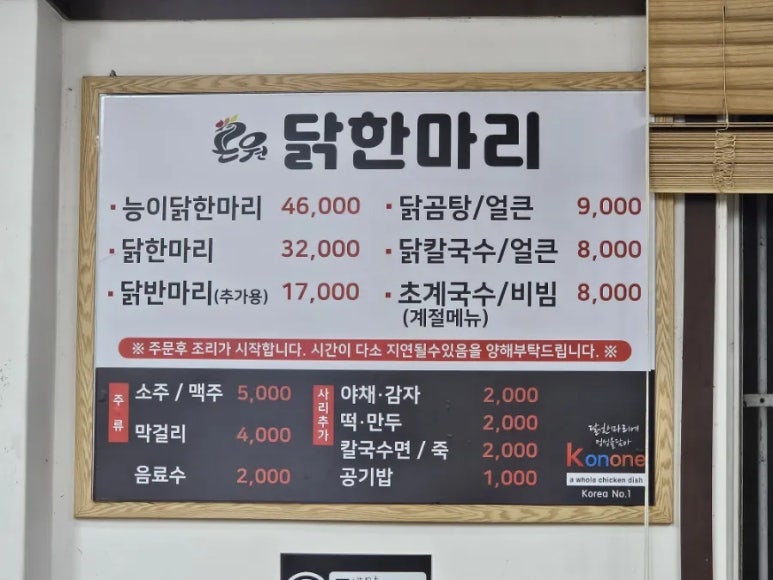 온원 닭한마리
· 능이닭한마리 46,000
· 닭한마리 32,000
· 닭반마리(추가용) 17,000
· 닭곰탕/얼큰 9,000
· 닭칼국수/얼큰 8,000
· 초계국수/비빔 8,000
(계절메뉴)
※ 주문후 조리가 시작합니다. 시간이 다소 지연될수있음을 양해부탁드립니다. ※
주류
소주 / 맥주 5,000
막걸리 4,000
음료수 2,000
사리추가
야채·감자 2,000
떡·만두 2,000
칼국수면 / 죽 2,000
공기밥 1,000
닭한마리에
Konone
a whole chicken dish
Korea No.1